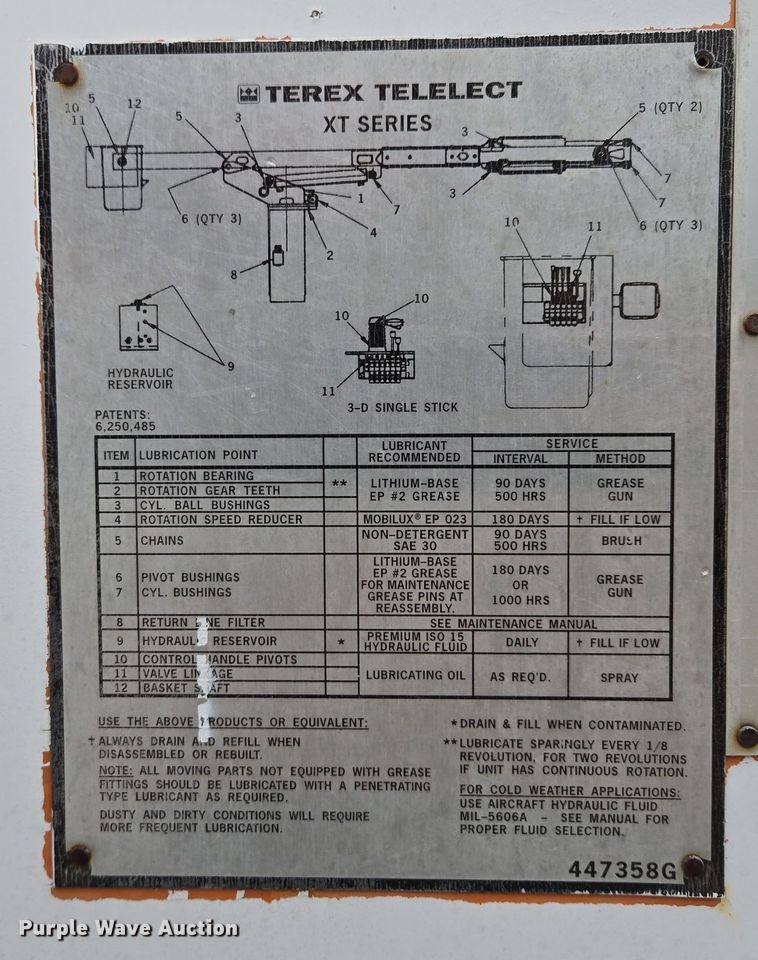 TEREX TELELECT
XT SERIES
10
11
5
12
5
3
3
5 (QTY 2)
7
6 (QTY 3)
1
7
4
2
3
7
6 (QTY 3)
8
10
11
9
HYDRAULIC
RESERVOIR
10
10
11
3-D SINGLE STICK
PATENTS:
6,250,485
ITEM LUBRICATION POINT LUBRICANT RECOMMENDED SERVICE
INTERVAL METHOD
1 ROTATION BEARING
2 ROTATION GEAR TEETH
3 CYL. BALL BUSHINGS
** LITHIUM-BASE EP #2 GREASE 90 DAYS 500 HRS GREASE GUN
4 ROTATION SPEED REDUCER MOBILUX® EP 023 180 DAYS † FILL IF LOW
5 CHAINS NON-DETERGENT SAE 30 90 DAYS 500 HRS BRUSH
6 PIVOT BUSHINGS
7 CYL. BUSHINGS
LITHIUM-BASE
EP #2 GREASE
FOR MAINTENANCE
GREASE PINS AT
REASSEMBLY.
180 DAYS
OR
1000 HRS
GREASE
GUN
8 RETURN LINE FILTER SEE MAINTENANCE MANUAL
9 HYDRAULIC RESERVOIR * PREMIUM ISO 15 HYDRAULIC FLUID DAILY † FILL IF LOW
10 CONTROL HANDLE PIVOTS
11 VALVE LINKAGE
12 BASKET SHAFT
LUBRICATING OIL AS REQ'D. SPRAY
USE THE ABOVE PRODUCTS OR EQUIVALENT:
† ALWAYS DRAIN AND REFILL WHEN
DISASSEMBLED OR REBUILT.
NOTE: ALL MOVING PARTS NOT EQUIPPED WITH GREASE
FITTINGS SHOULD BE LUBRICATED WITH A PENETRATING
TYPE LUBRICANT AS REQUIRED.
DUSTY AND DIRTY CONDITIONS WILL REQUIRE
MORE FREQUENT LUBRICATION.
* DRAIN & FILL WHEN CONTAMINATED.
** LUBRICATE SPARINGLY EVERY 1/8
REVOLUTION, FOR TWO REVOLUTIONS
IF UNIT HAS CONTINUOUS ROTATION.
FOR COLD WEATHER APPLICATIONS:
USE AIRCRAFT HYDRAULIC FLUID
MIL-5606A - SEE MANUAL FOR
PROPER FLUID SELECTION.
447358G
Purple Wave Auction